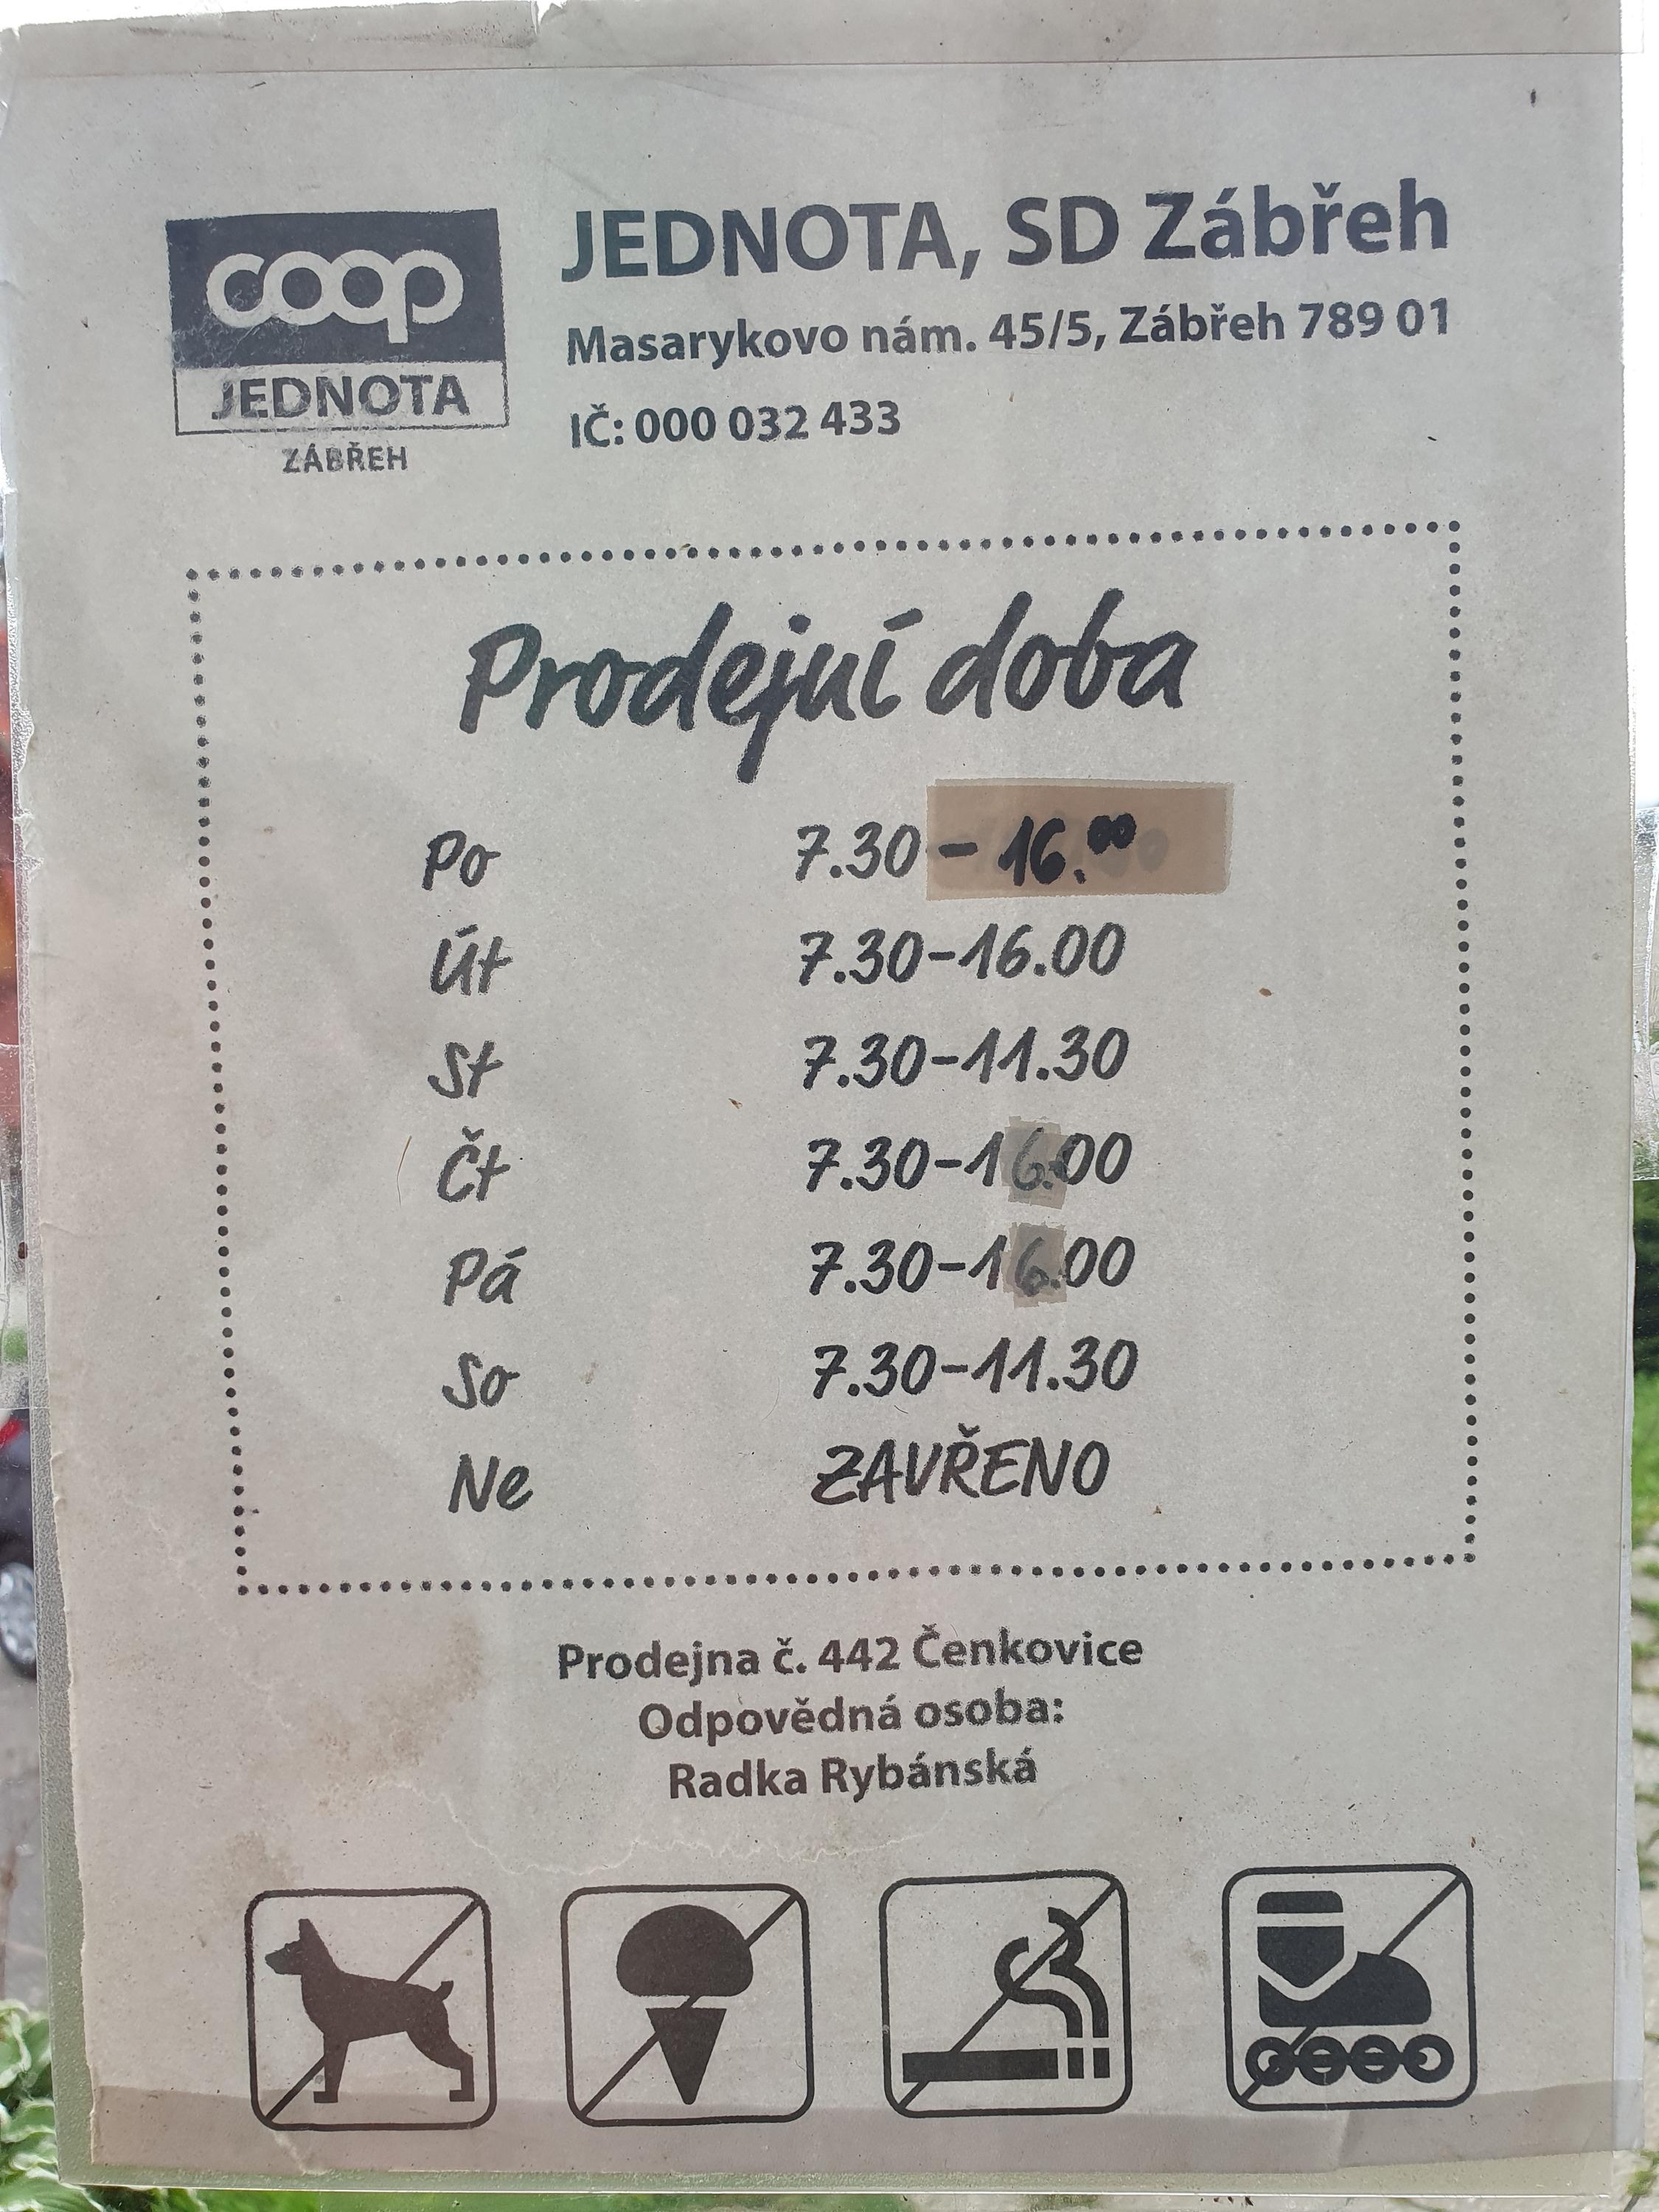 coop
JEDNOTA
ZÁBŘEH
JEDNOTA, SD Zábřeh
Masarykovo nám. 45/5, Zábřeh 789 01
IČ: 000 032 433
Prodejní doba
Po 7.30 - 16.00
Út 7.30-16.00
St 7.30-11.30
Čt 7.30-16.00
Pá 7.30-16.00
So 7.30-11.30
Ne ZAVŘENO
Prodejna č. 442 Čenkovice
Odpovědná osoba:
Radka Rybánská